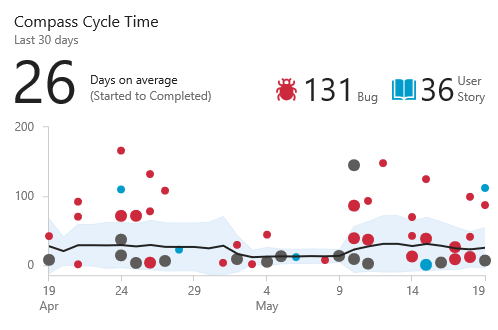 Compass Cycle Time
Last 30 days
26 Days on average
(Started to Completed)
131 Bug
36 User
Story
200
100
0
19 24 29 4 9 14 19
Apr May